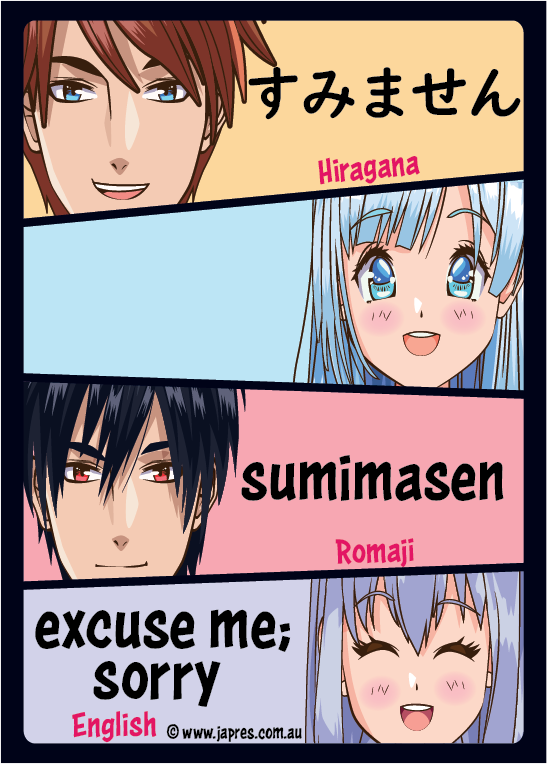 すみません
Hiragana
sumimasen
Romaji
excuse me;
sorry
English © www.japres.com.au